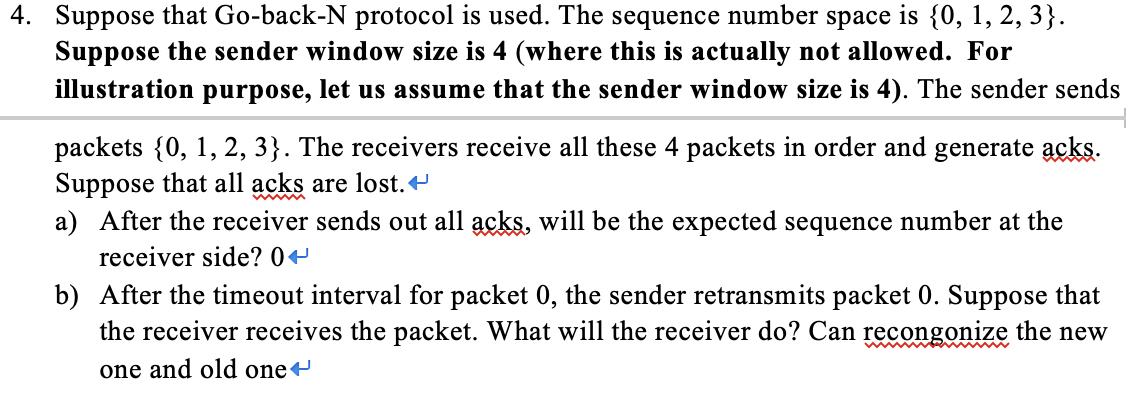 4. Suppose that Go-back-N protocol is used. The sequence number space is {0, 1, 2, 3}.
Suppose the sender window size is 4 (where this is actually not allowed. For
illustration purpose, let us assume that the sender window size is 4). The sender sends
packets {0, 1, 2, 3}. The receivers receive all these 4 packets in order and generate acks.
Suppose that all acks are lost.↵
a) After the receiver sends out all acks, will be the expected sequence number at the
receiver side? 0↵
b) After the timeout interval for packet 0, the sender retransmits packet 0. Suppose that
the receiver receives the packet. What will the receiver do? Can recongonize the new
one and old one↵